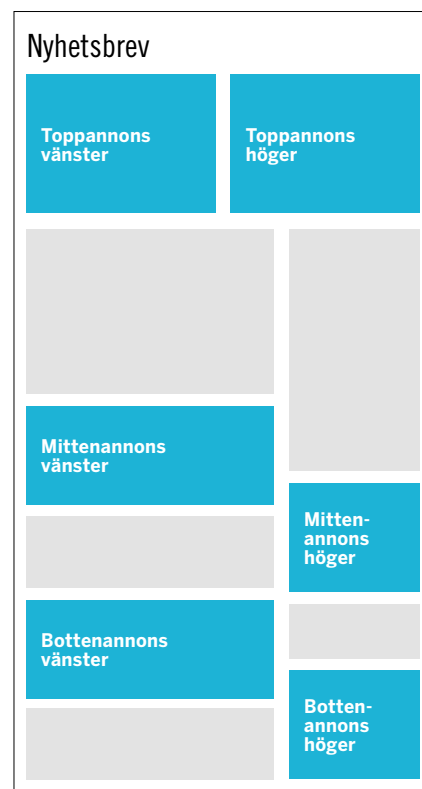 Nyhetsbrev
Toppannons
vänster
Toppannons
höger
Mittenannons
vänster
Mitten-
annons
höger
Bottenannons
vänster
Botten-
annons
höger